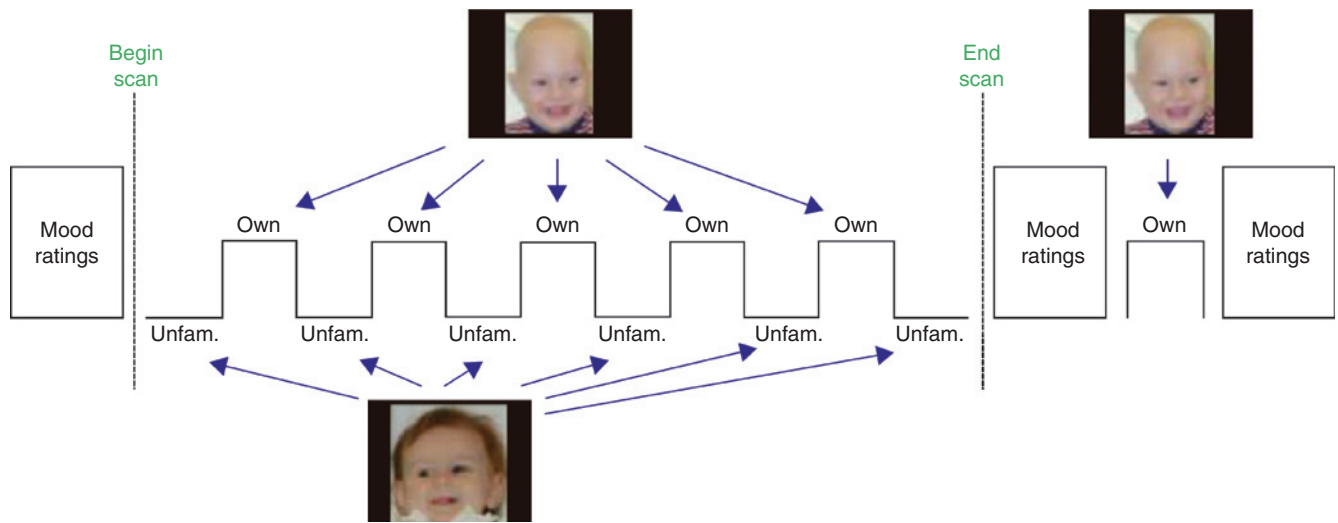 Begin
scan
End
scan
Mood
ratings
Own
Own
Own
Own
Own
Mood
ratings
Own
Mood
ratings
Unfam.
Unfam.
Unfam.
Unfam.
Unfam.
Unfam.